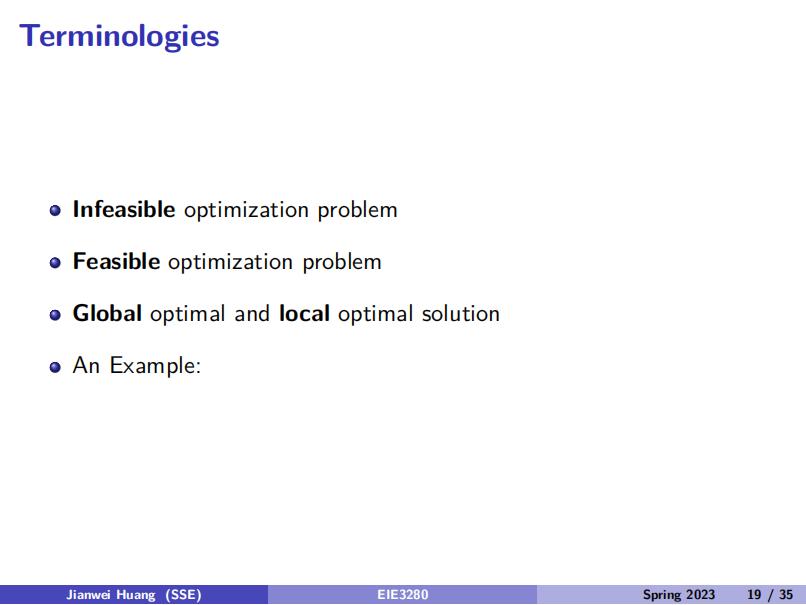 Terminologies
Infeasible optimization problem
Feasible optimization problem
Global optimal and local optimal solution
An Example:
Jianwei Huang (SSE) EIE3280 Spring 2023 19 / 35